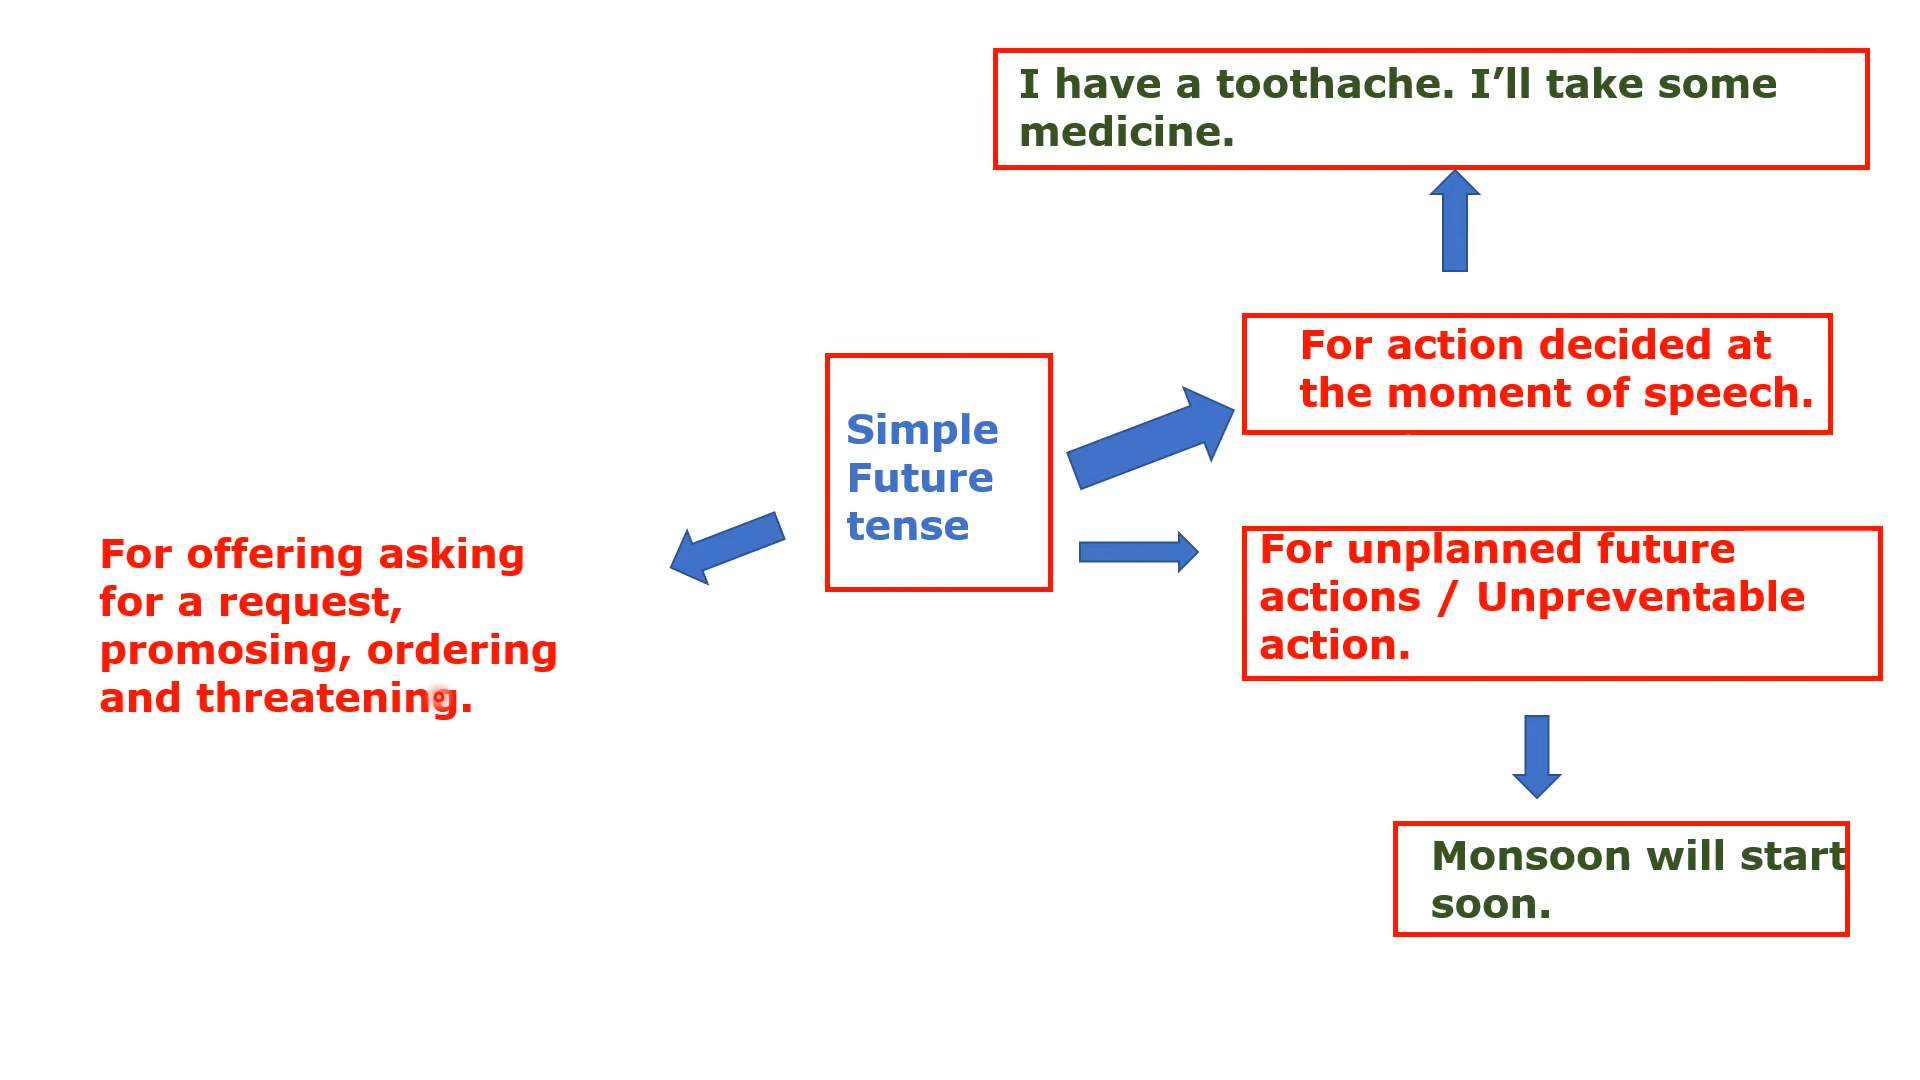 I have a toothache. I’ll take some
medicine.
For action decided at
the moment of speech.
Simple
Future
tense
For offering asking
for a request,
promosing, ordering
and threatening.
For unplanned future
actions / Unpreventable
action.
Monsoon will start
soon.